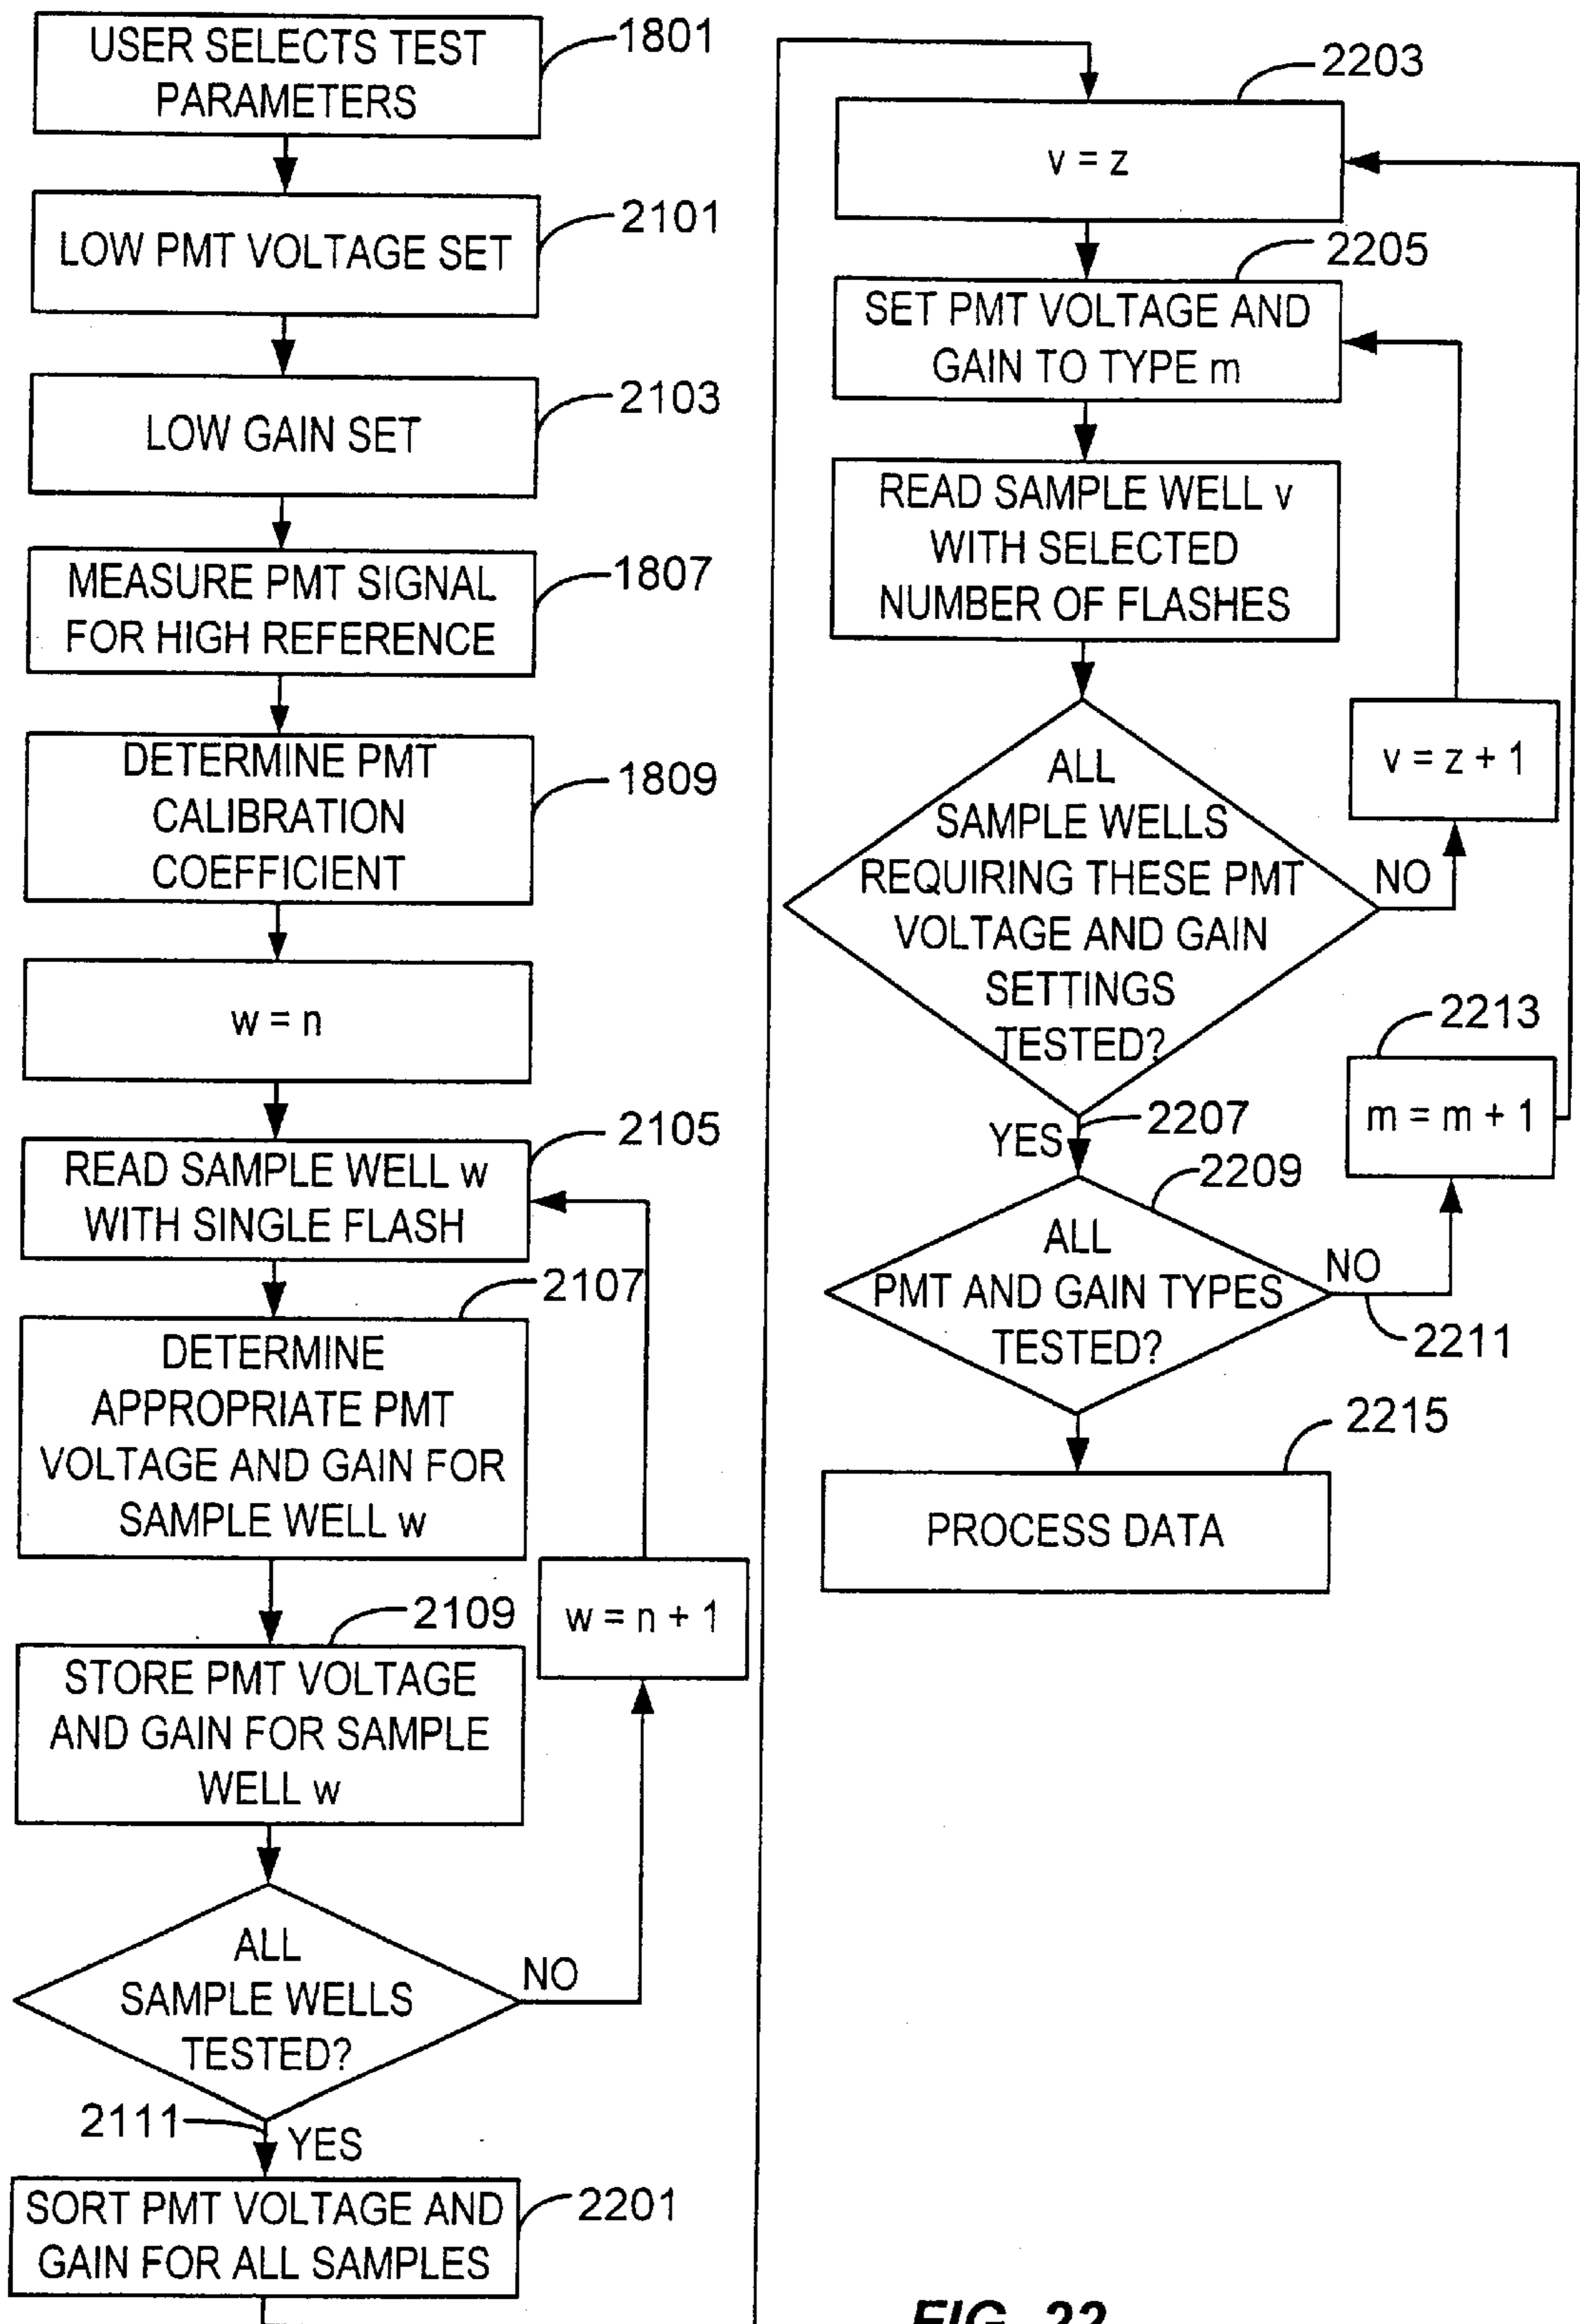 USER SELECTS TEST
PARAMETERS
1801
LOW PMT VOLTAGE SET
2101
LOW GAIN SET
2103
MEASURE PMT SIGNAL
FOR HIGH REFERENCE
1807
DETERMINE PMT
CALIBRATION
COEFFICIENT
1809
w = n
READ SAMPLE WELL w
WITH SINGLE FLASH
2105
2107
DETERMINE
APPROPRIATE PMT
VOLTAGE AND GAIN FOR
SAMPLE WELL w
2109
STORE PMT VOLTAGE
AND GAIN FOR SAMPLE
WELL w
w = n + 1
ALL
SAMPLE WELLS
TESTED?
NO
2111
YES
SORT PMT VOLTAGE AND
GAIN FOR ALL SAMPLES
2201
2203
v = z
2205
SET PMT VOLTAGE AND
GAIN TO TYPE m
READ SAMPLE WELL v
WITH SELECTED
NUMBER OF FLASHES
v = z + 1
ALL
SAMPLE WELLS
REQUIRING THESE PMT
VOLTAGE AND GAIN
SETTINGS
TESTED?
NO
2213
m = m + 1
YES
2207
2209
ALL
PMT AND GAIN TYPES
TESTED?
NO
2211
2215
PROCESS DATA
FIG. 22